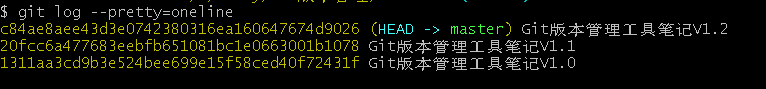 $ git log --pretty=oneline
c84ae8aee43d3e0742380316ea160647674d9026 (HEAD -> master) Git版本管理工具笔记V1.2
20fcc6a477683eebfb651081bc1e0663001b1078 Git版本管理工具笔记V1.1
1311aa3cd9b3e524bee699e15f58ced40f72431f Git版本管理工具笔记V1.0